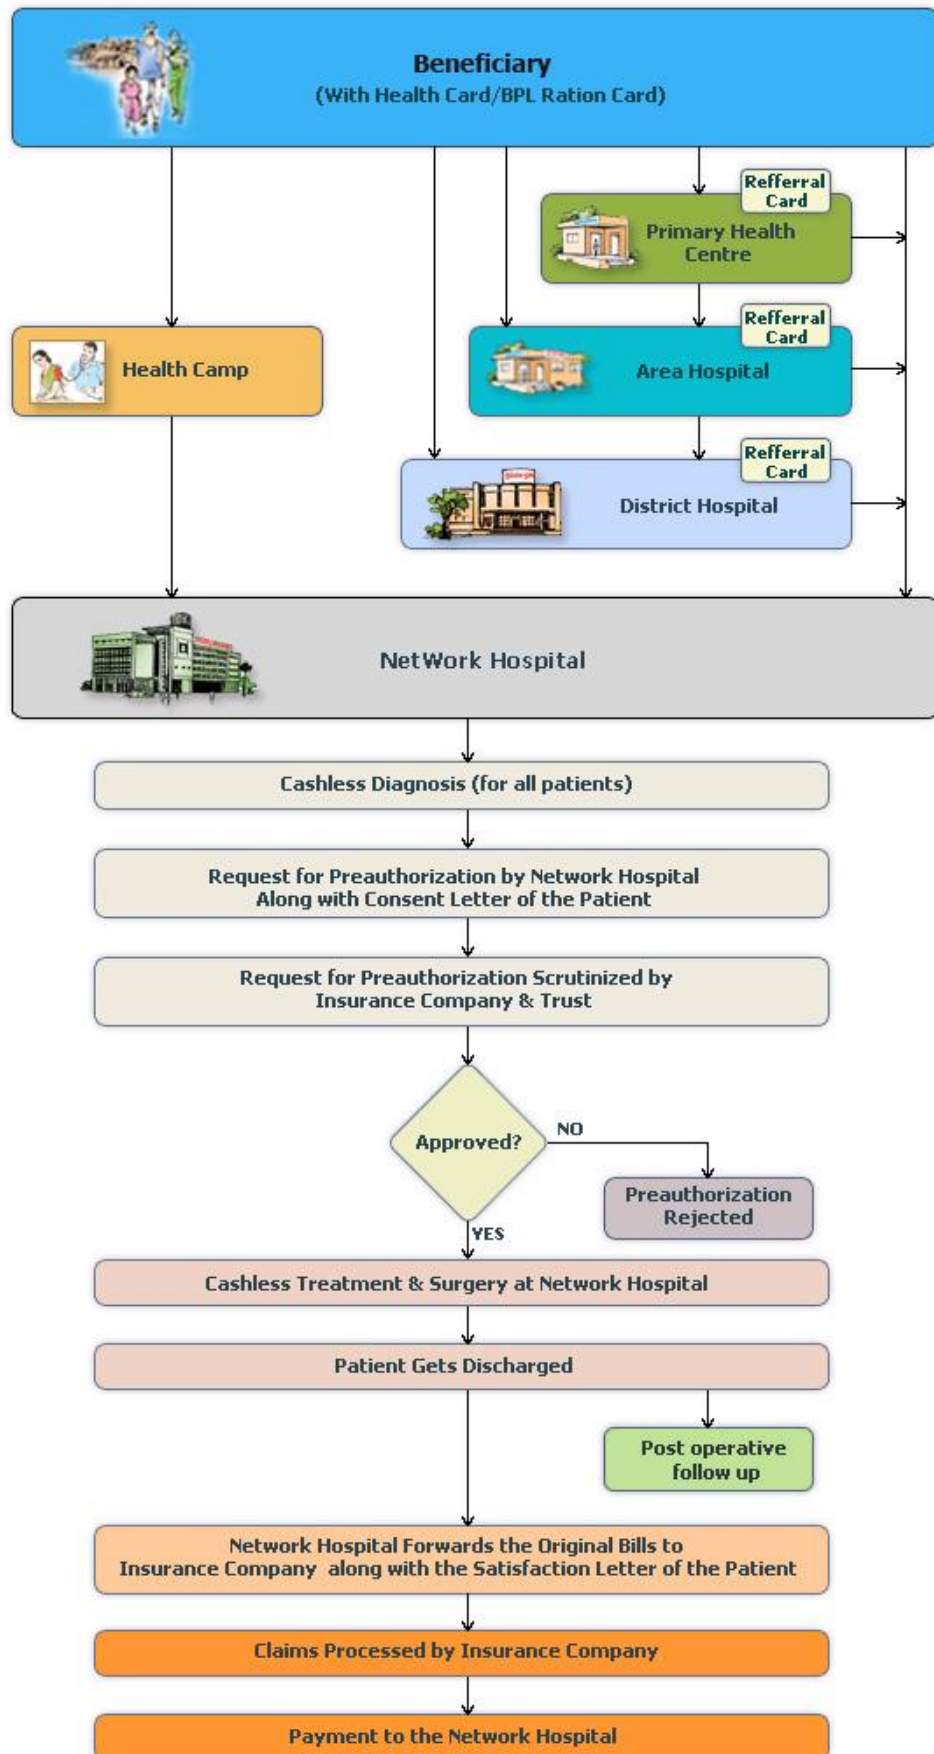 Beneficiary
(With Health Card/BPL Ration Card)
Refferral
Card
Primary Health
Centre
Health Camp
Refferral
Card
Area Hospital
Refferral
Card
District Hospital
NetWork Hospital
Cashless Diagnosis (for all patients)
Request for Preauthorization by Network Hospital
Along with Consent Letter of the Patient
Request for Preauthorization Scrutinized by
Insurance Company & Trust
Approved?
NO
Preauthorization
Rejected
YES
Cashless Treatment & Surgery at Network Hospital
Patient Gets Discharged
Post operative
follow up
Network Hospital Forwards the Original Bills to
Insurance Company along with the Satisfaction Letter of the Patient
Claims Processed by Insurance Company
Payment to the Network Hospital